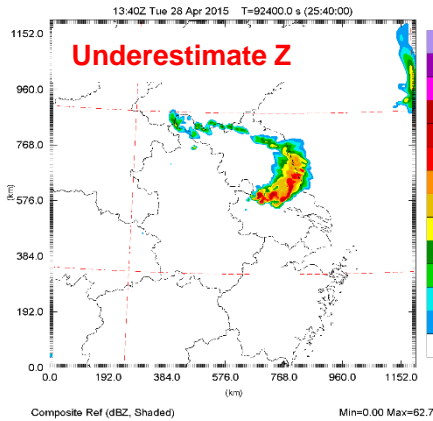 13:40Z Tue 28 Apr 2015 T=92400.0 s (25:40:00)
Underestimate Z
1152.0
960.0
768.0
(km)
576.0
384.0
192.0
0.0
0.0 192.0 384.0 576.0 768.0 960.0 1152.0
(km)
Composite Ref (dBZ, Shaded) Min=0.00 Max=62.7